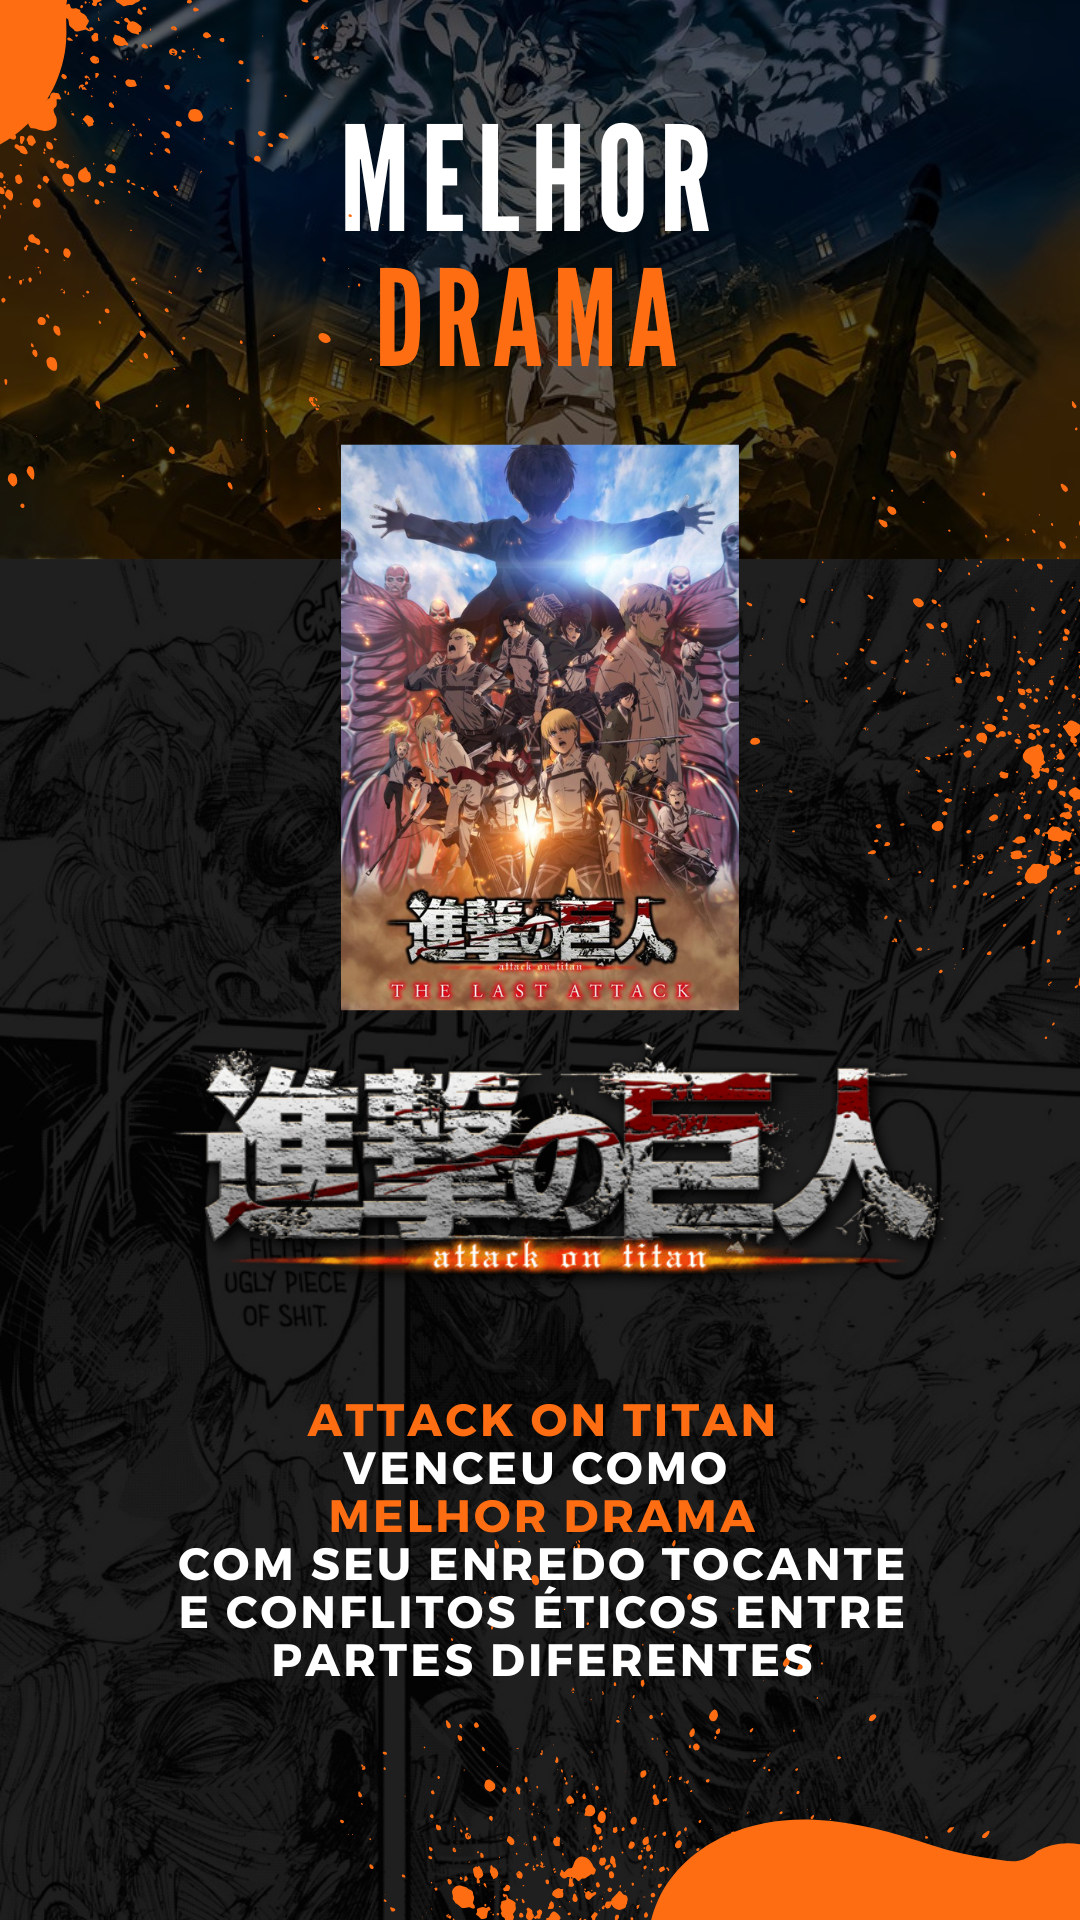 MELHOR
DRAMA
進撃の巨人
attack on titan
THE LAST ATTACK
進撃の巨人
attack on titan
FILTHY,
UGLY PIECE
OF SHIT.
ATTACK ON TITAN
VENCEU COMO
MELHOR DRAMA
COM SEU ENREDO TOCANTE
E CONFLITOS ÉTICOS ENTRE
PARTES DIFERENTES